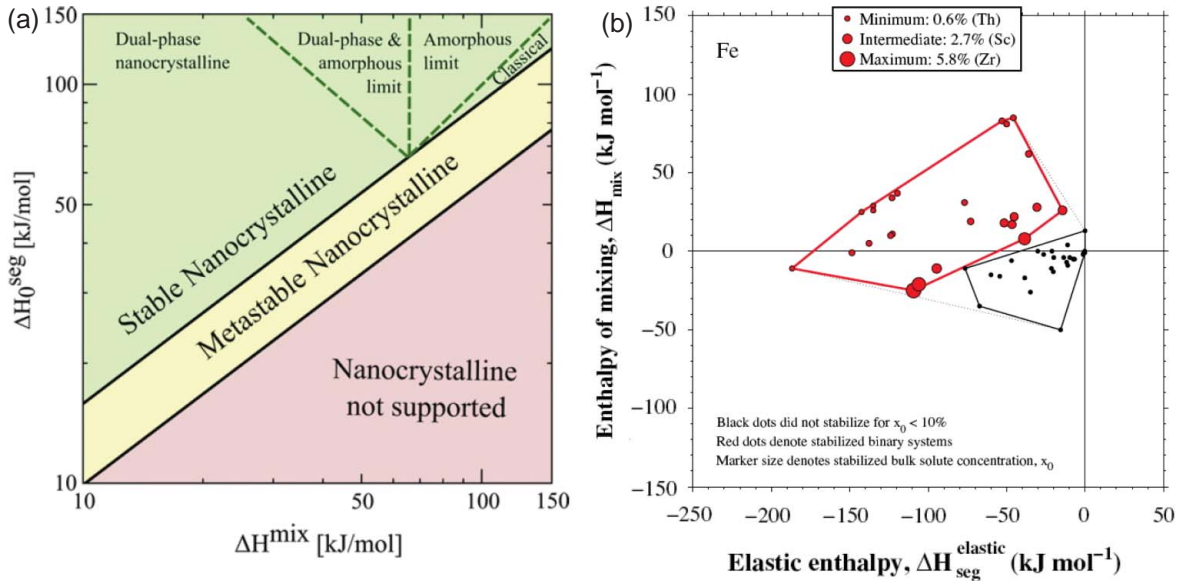 (a)
150
100
50
10
ΔH₀ˢᵉᵍ [kJ/mol]
Dual-phase
nanocrystalline
Dual-phase &
amorphous
limit
Amorphous
limit
Classical
Stable Nanocrystalline
Metastable Nanocrystalline
Nanocrystalline
not supported
10
50
100
150
ΔHᵐⁱˣ [kJ/mol]
(b)
150
100
50
0
−50
−100
−150
Enthalpy of mixing, ΔH_mix (kJ mol⁻¹)
Fe
Minimum: 0.6% (Th)
Intermediate: 2.7% (Sc)
Maximum: 5.8% (Zr)
Black dots did not stabilize for x₀ < 10%
Red dots denote stabilized binary systems
Marker size denotes stabilized bulk solute concentration, x₀
−250 −200 −150 −100 −50 0 50
Elastic enthalpy, ΔH_seg^elastic (kJ mol⁻¹)